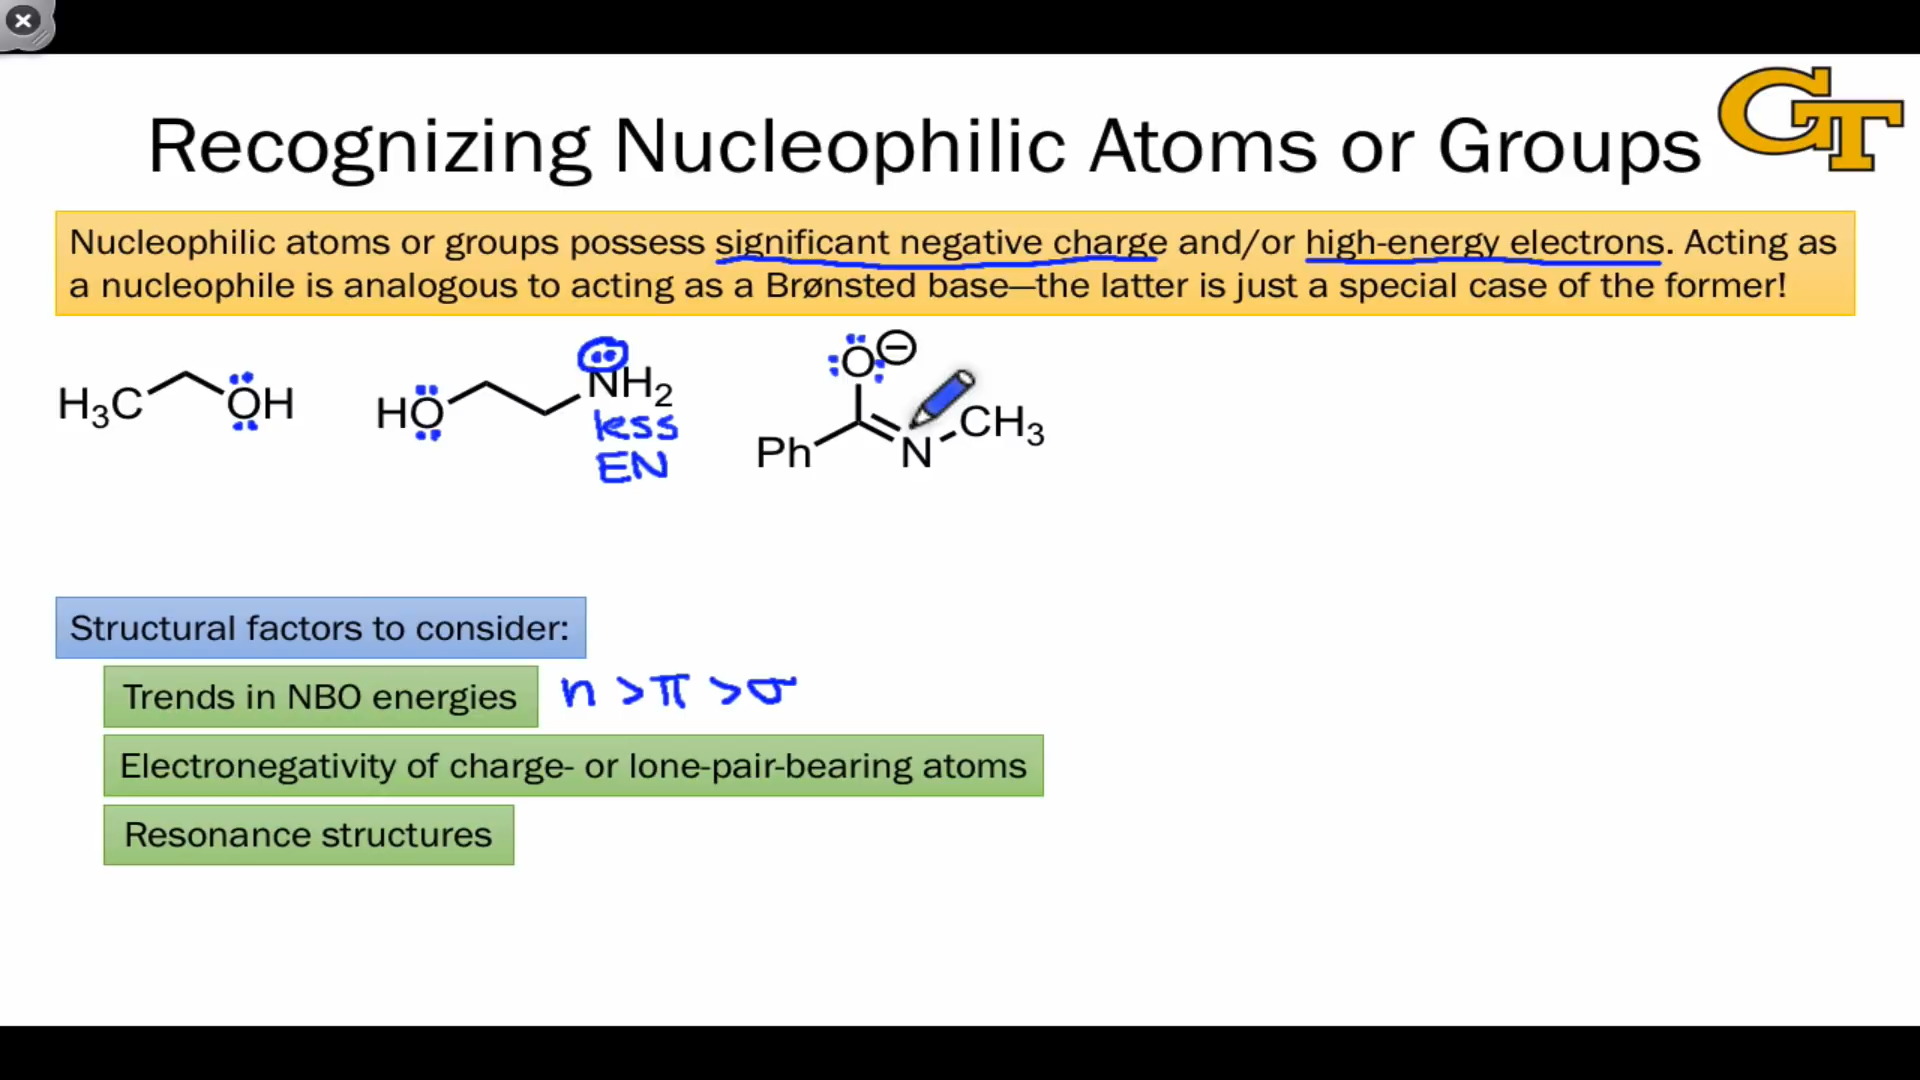 Recognizing Nucleophilic Atoms or Groups
GT
Nucleophilic atoms or groups possess significant negative charge and/or high-energy electrons. Acting as
a nucleophile is analogous to acting as a Brønsted base—the latter is just a special case of the former!
H₃C OH
HO NH₂
less
EN
O⊖
Ph N CH₃
Structural factors to consider:
Trends in NBO energies n > π > σ
Electronegativity of charge- or lone-pair-bearing atoms
Resonance structures